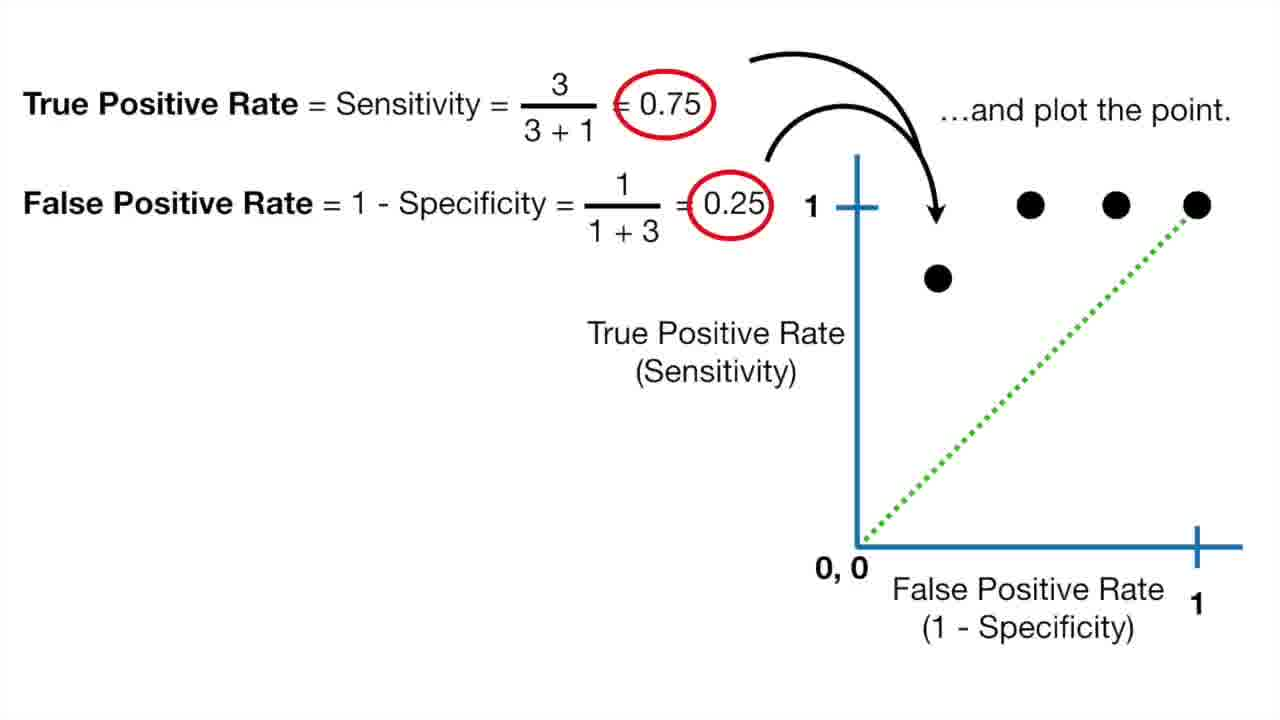 True Positive Rate = Sensitivity = 3 / 3 + 1 = 0.75
…and plot the point.
False Positive Rate = 1 - Specificity = 1 / 1 + 3 = 0.25
1
True Positive Rate
(Sensitivity)
0, 0
False Positive Rate
1
(1 - Specificity)